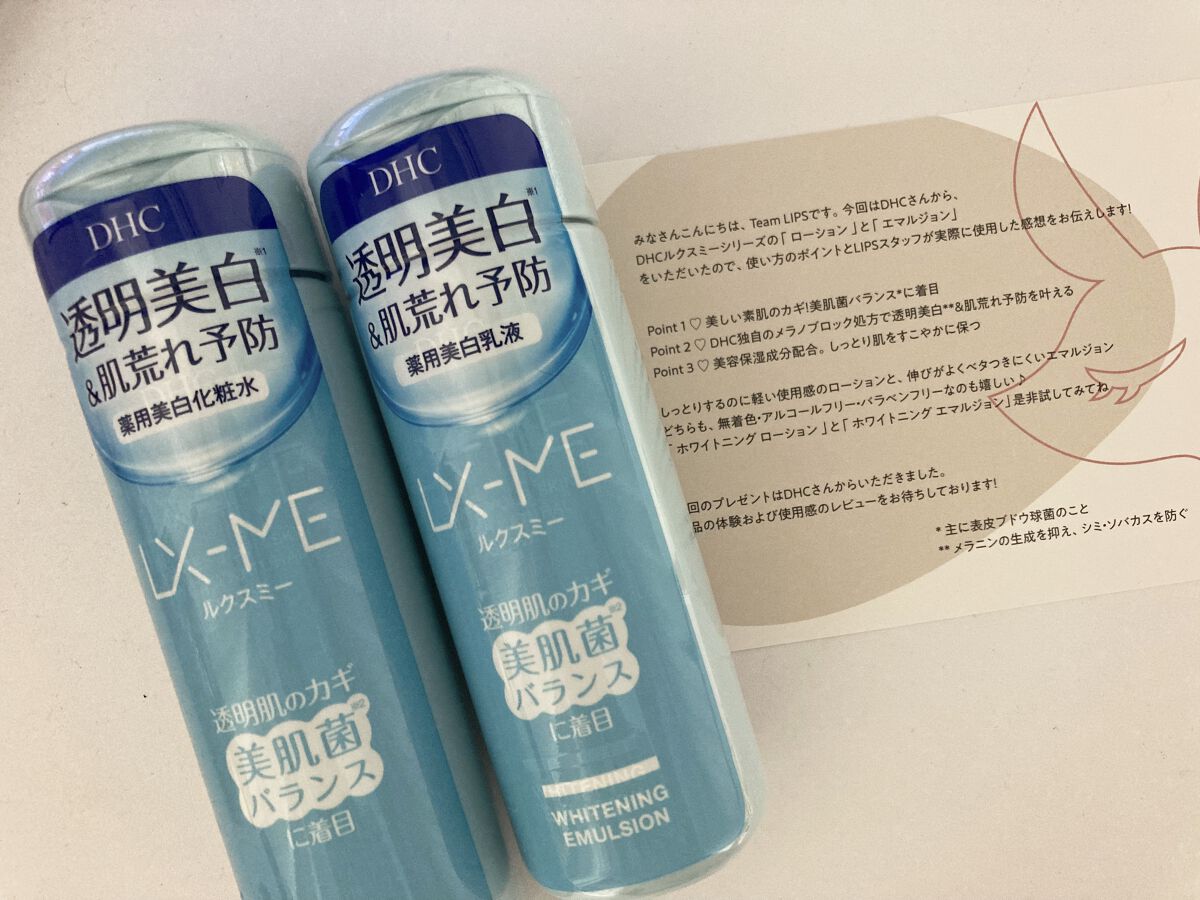 DHC
透明美白※1
&肌荒れ予防
薬用美白化粧水
LX-ME
ルクスミー
透明肌のカギ
美肌菌※2
バランス
に着目
DHC
透明美白※1
&肌荒れ予防
薬用美白乳液
LX-ME
ルクスミー
透明肌のカギ
美肌菌※2
バランス
に着目
WHITENING
EMULSION
みなさんこんにちは、Team LIPSです。今回はDHCさんから、
DHCルクスミーシリーズの「 ローション 」と「 エマルジョン」
をいただいたので、使い方のポイントとLIPSスタッフが実際に使用した感想をお伝えします!
Point 1 ♡ 美しい素肌のカギ!美肌菌バランス*に着目
Point 2 ♡ DHC独自のメラノブロック処方で透明美白**&肌荒れ予防を叶える
Point 3 ♡ 美容保湿成分配合。しっとり肌をすこやかに保つ
しっとりするのに軽い使用感のローションと、伸びがよくベタつきにくいエマルジョン
どちらも、無着色・アルコールフリー・パラベンフリーなのも嬉しい♪
「 ホワイトニング ローション 」と「 ホワイトニング エマルジョン」是非試してみてね
回のプレゼントはDHCさんからいただきました。
品の体験および使用感のレビューをお待ちしております!
* 主に表皮ブドウ球菌のこと
** メラニンの生成を抑え、シミ・ソバカスを防ぐ